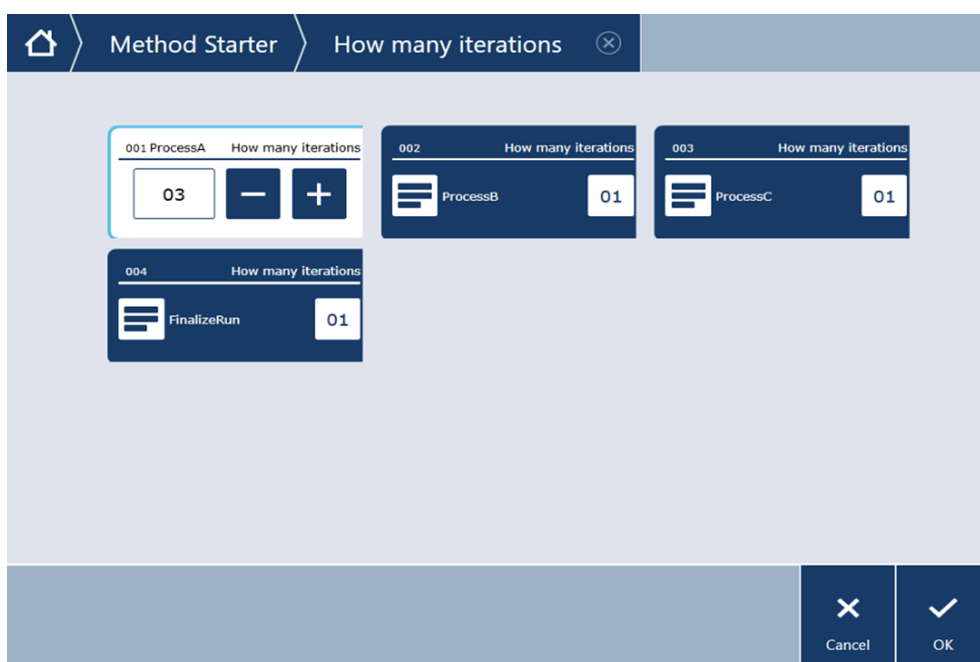 Method Starter How many iterations
001 ProcessA How many iterations
03
002 How many iterations
ProcessB 01
003 How many iterations
ProcessC 01
004 How many iterations
FinalizeRun 01
Cancel OK